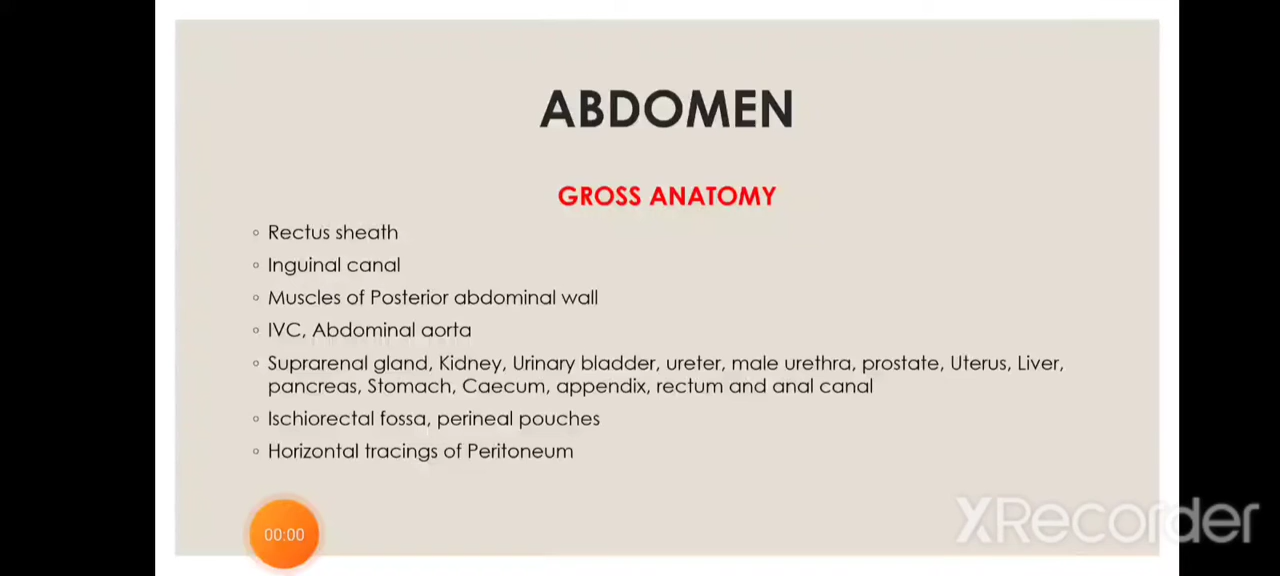 ABDOMEN
GROSS ANATOMY
◦ Rectus sheath
◦ Inguinal canal
◦ Muscles of Posterior abdominal wall
◦ IVC, Abdominal aorta
◦ Suprarenal gland, Kidney, Urinary bladder, ureter, male urethra, prostate, Uterus, Liver,
pancreas, Stomach, Caecum, appendix, rectum and anal canal
◦ Ischiorectal fossa, perineal pouches
◦ Horizontal tracings of Peritoneum
00:00
XRecorder